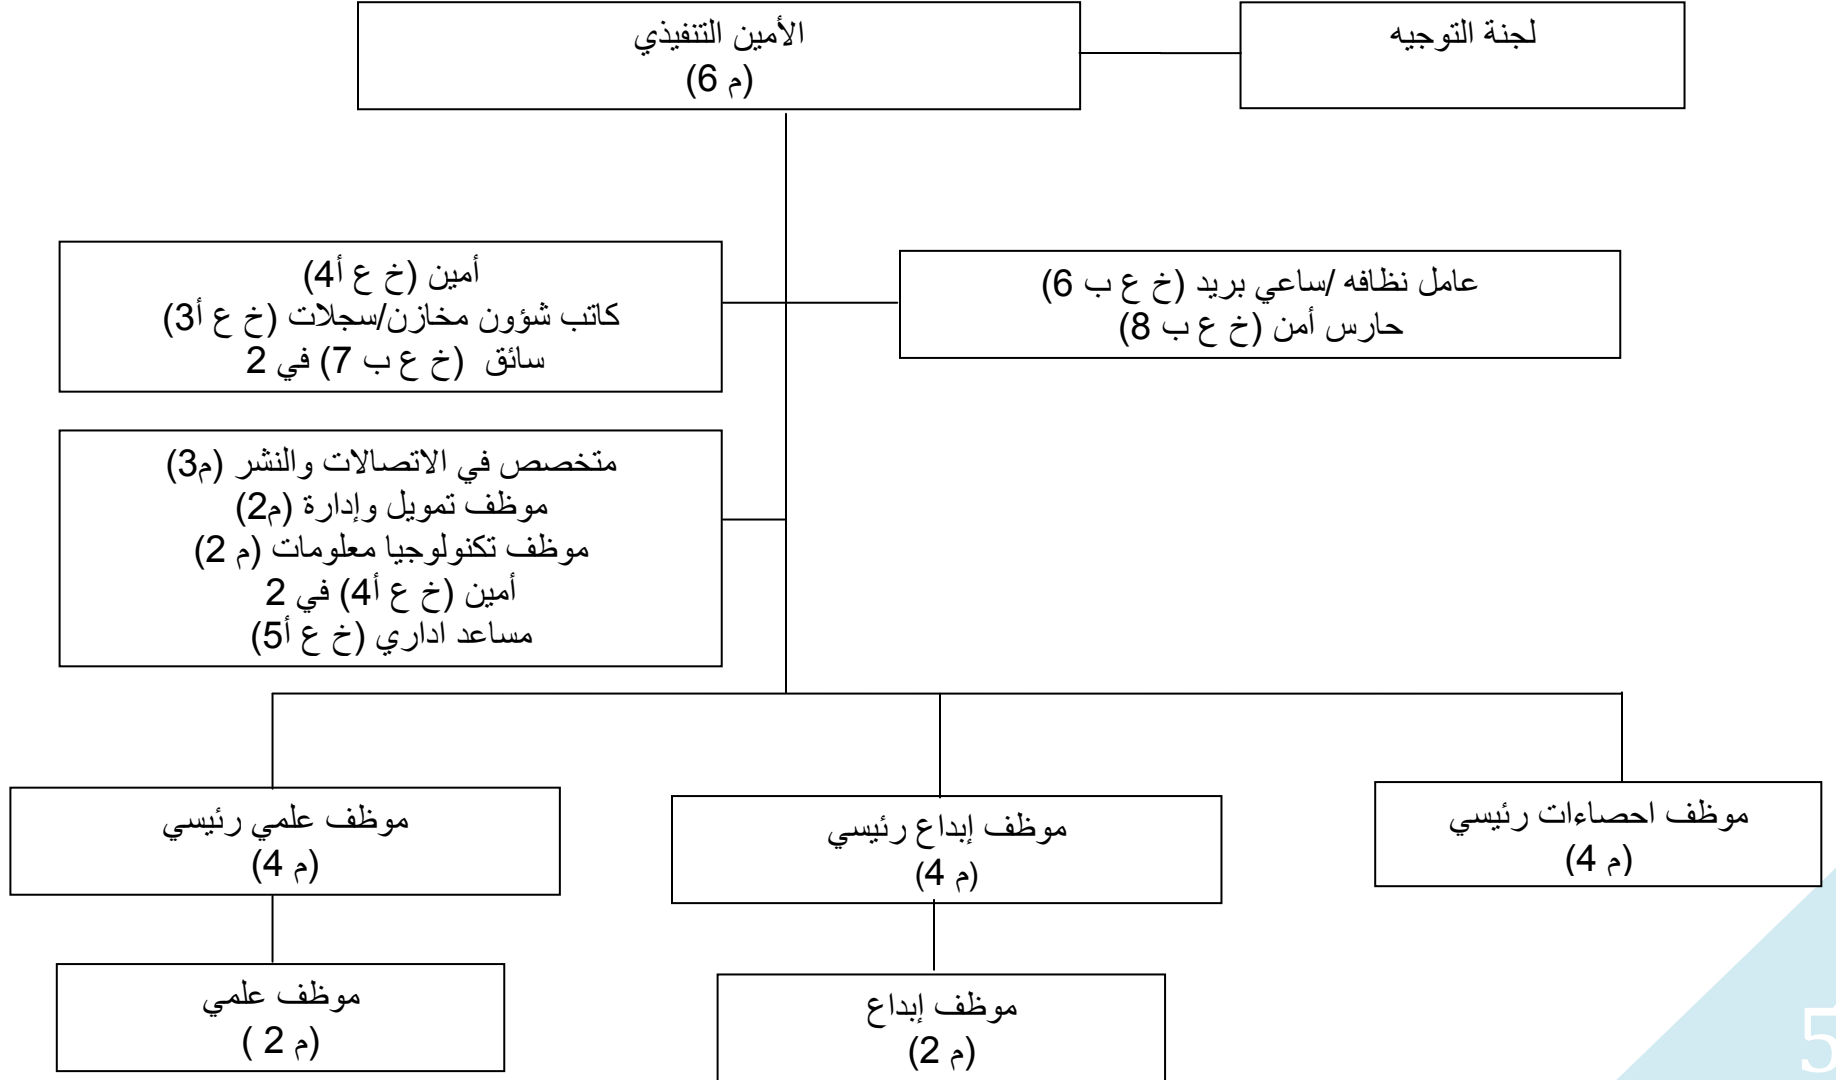 لجنة التوجيه
الأمين التنفيذي
(م 6)
عامل نظافه /ساعي بريد (خ ع ب 6)
حارس أمن (خ ع ب 8)
أمين (خ ع أ4)
كاتب شؤون مخازن/سجلات (خ ع أ3)
سائق (خ ع ب 7) في 2
متخصص في الاتصالات والنشر (م3)
موظف تمويل وإدارة (م2)
موظف تكنولوجيا معلومات (م 2)
أمين (خ ع أ4) في 2
مساعد اداري (خ ع أ5)
موظف احصاءات رئيسي
(م 4)
موظف إبداع رئيسي
(م 4)
موظف علمي رئيسي
(م 4)
موظف إبداع
(م 2)
موظف علمي
(م 2 )
5